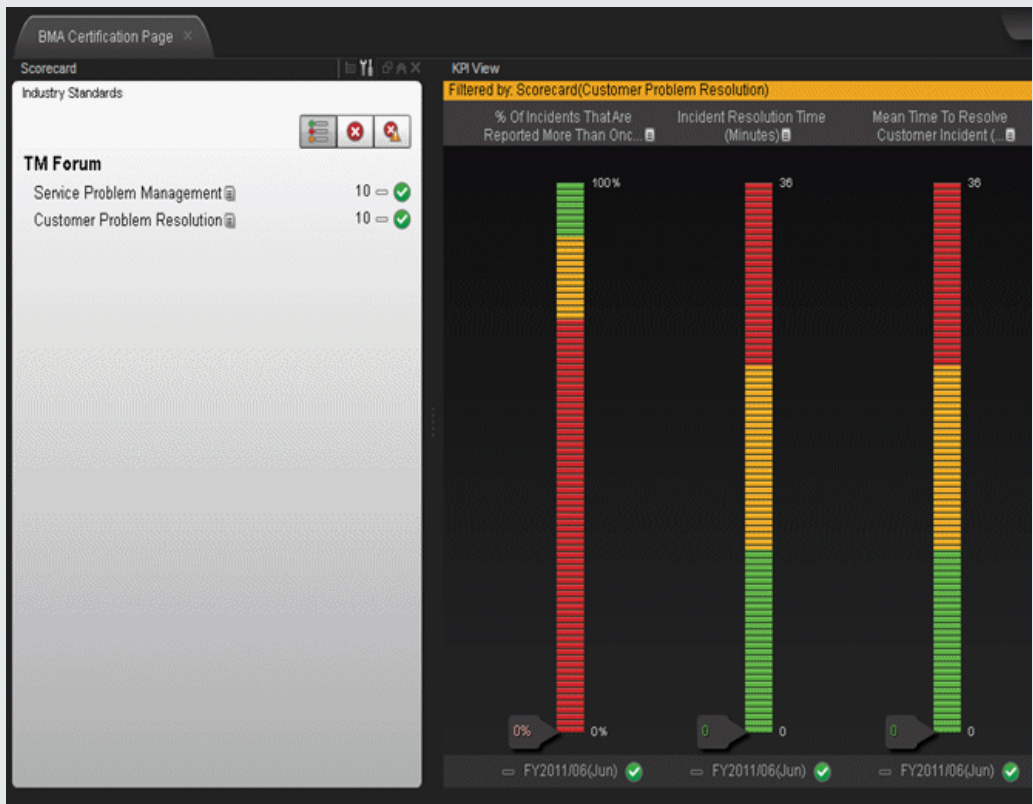 BMA Certification Page
Scorecard
Industry Standards
TM Forum
Service Problem Management 10
Customer Problem Resolution 10
KPI View
Filtered by: Scorecard(Customer Problem Resolution)
% Of Incidents That Are
Reported More Than Onc...
Incident Resolution Time
(Minutes)
Mean Time To Resolve
Customer Incident (...
100%
36
36
0%
0%
0
0
0
0
FY2011/06(Jun)
FY2011/06(Jun)
FY2011/06(Jun)